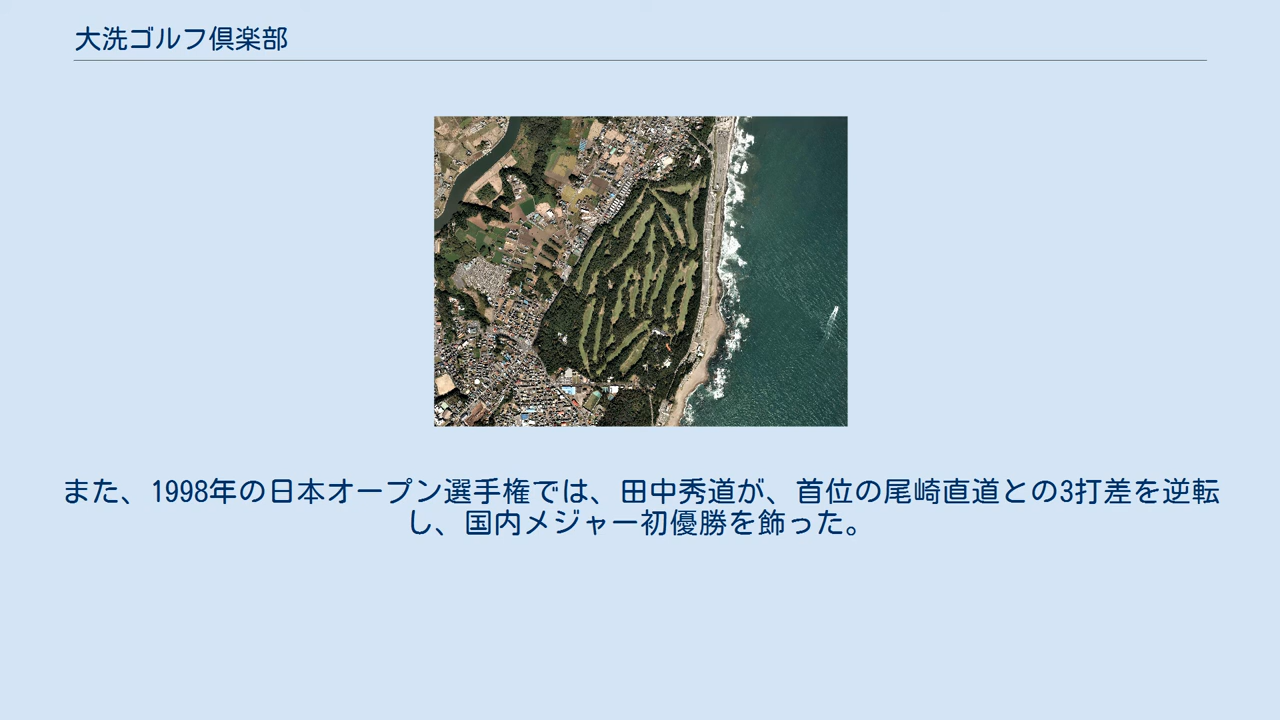 大洗ゴルフ倶楽部
また、1998年の日本オープン選手権では、田中秀道が、首位の尾崎直道との3打差を逆転
し、国内メジャー初優勝を飾った。